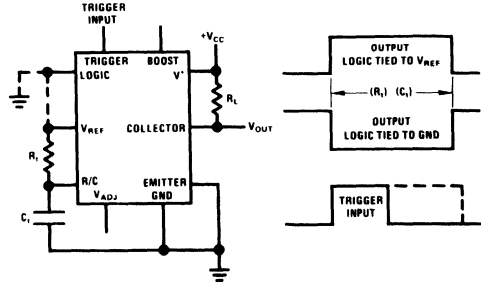 TRIGGER
INPUT
+VCC
TRIGGER
LOGIC
BOOST
V+
RL
VREF
COLLECTOR
VOUT
R1
R/C
VADJ
EMITTER
GND
C1
OUTPUT
LOGIC TIED TO VREF
(R1) (C1)
OUTPUT
LOGIC TIED TO GND
TRIGGER
INPUT